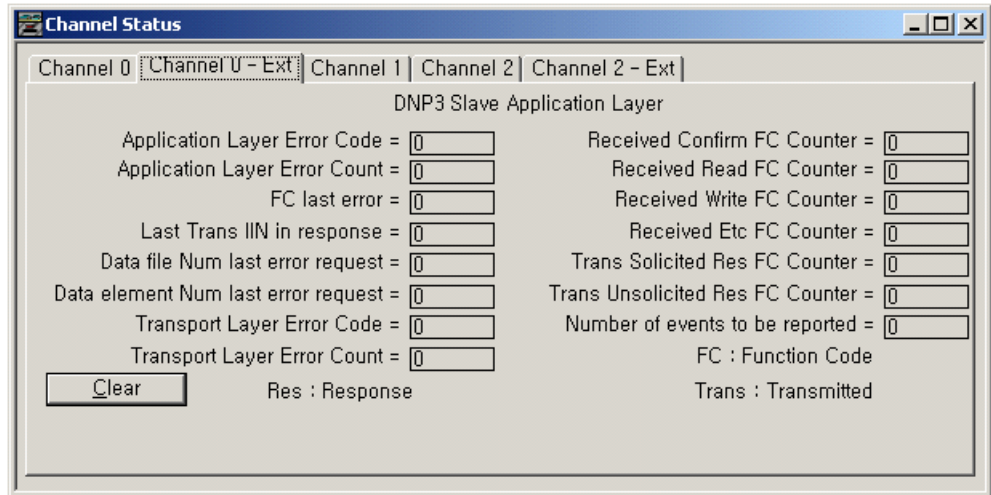 Channel Status
Channel 0 Channel 0 - Ext Channel 1 Channel 2 Channel 2 - Ext
DNP3 Slave Application Layer
Application Layer Error Code = 0
Application Layer Error Count = 0
FC last error = 0
Last Trans IIN in response = 0
Data file Num last error request = 0
Data element Num last error request = 0
Transport Layer Error Code = 0
Transport Layer Error Count = 0
Received Confirm FC Counter = 0
Received Read FC Counter = 0
Received Write FC Counter = 0
Received Etc FC Counter = 0
Trans Solicited Res FC Counter = 0
Trans Unsolicited Res FC Counter = 0
Number of events to be reported = 0
FC : Function Code
Clear
Res : Response
Trans : Transmitted